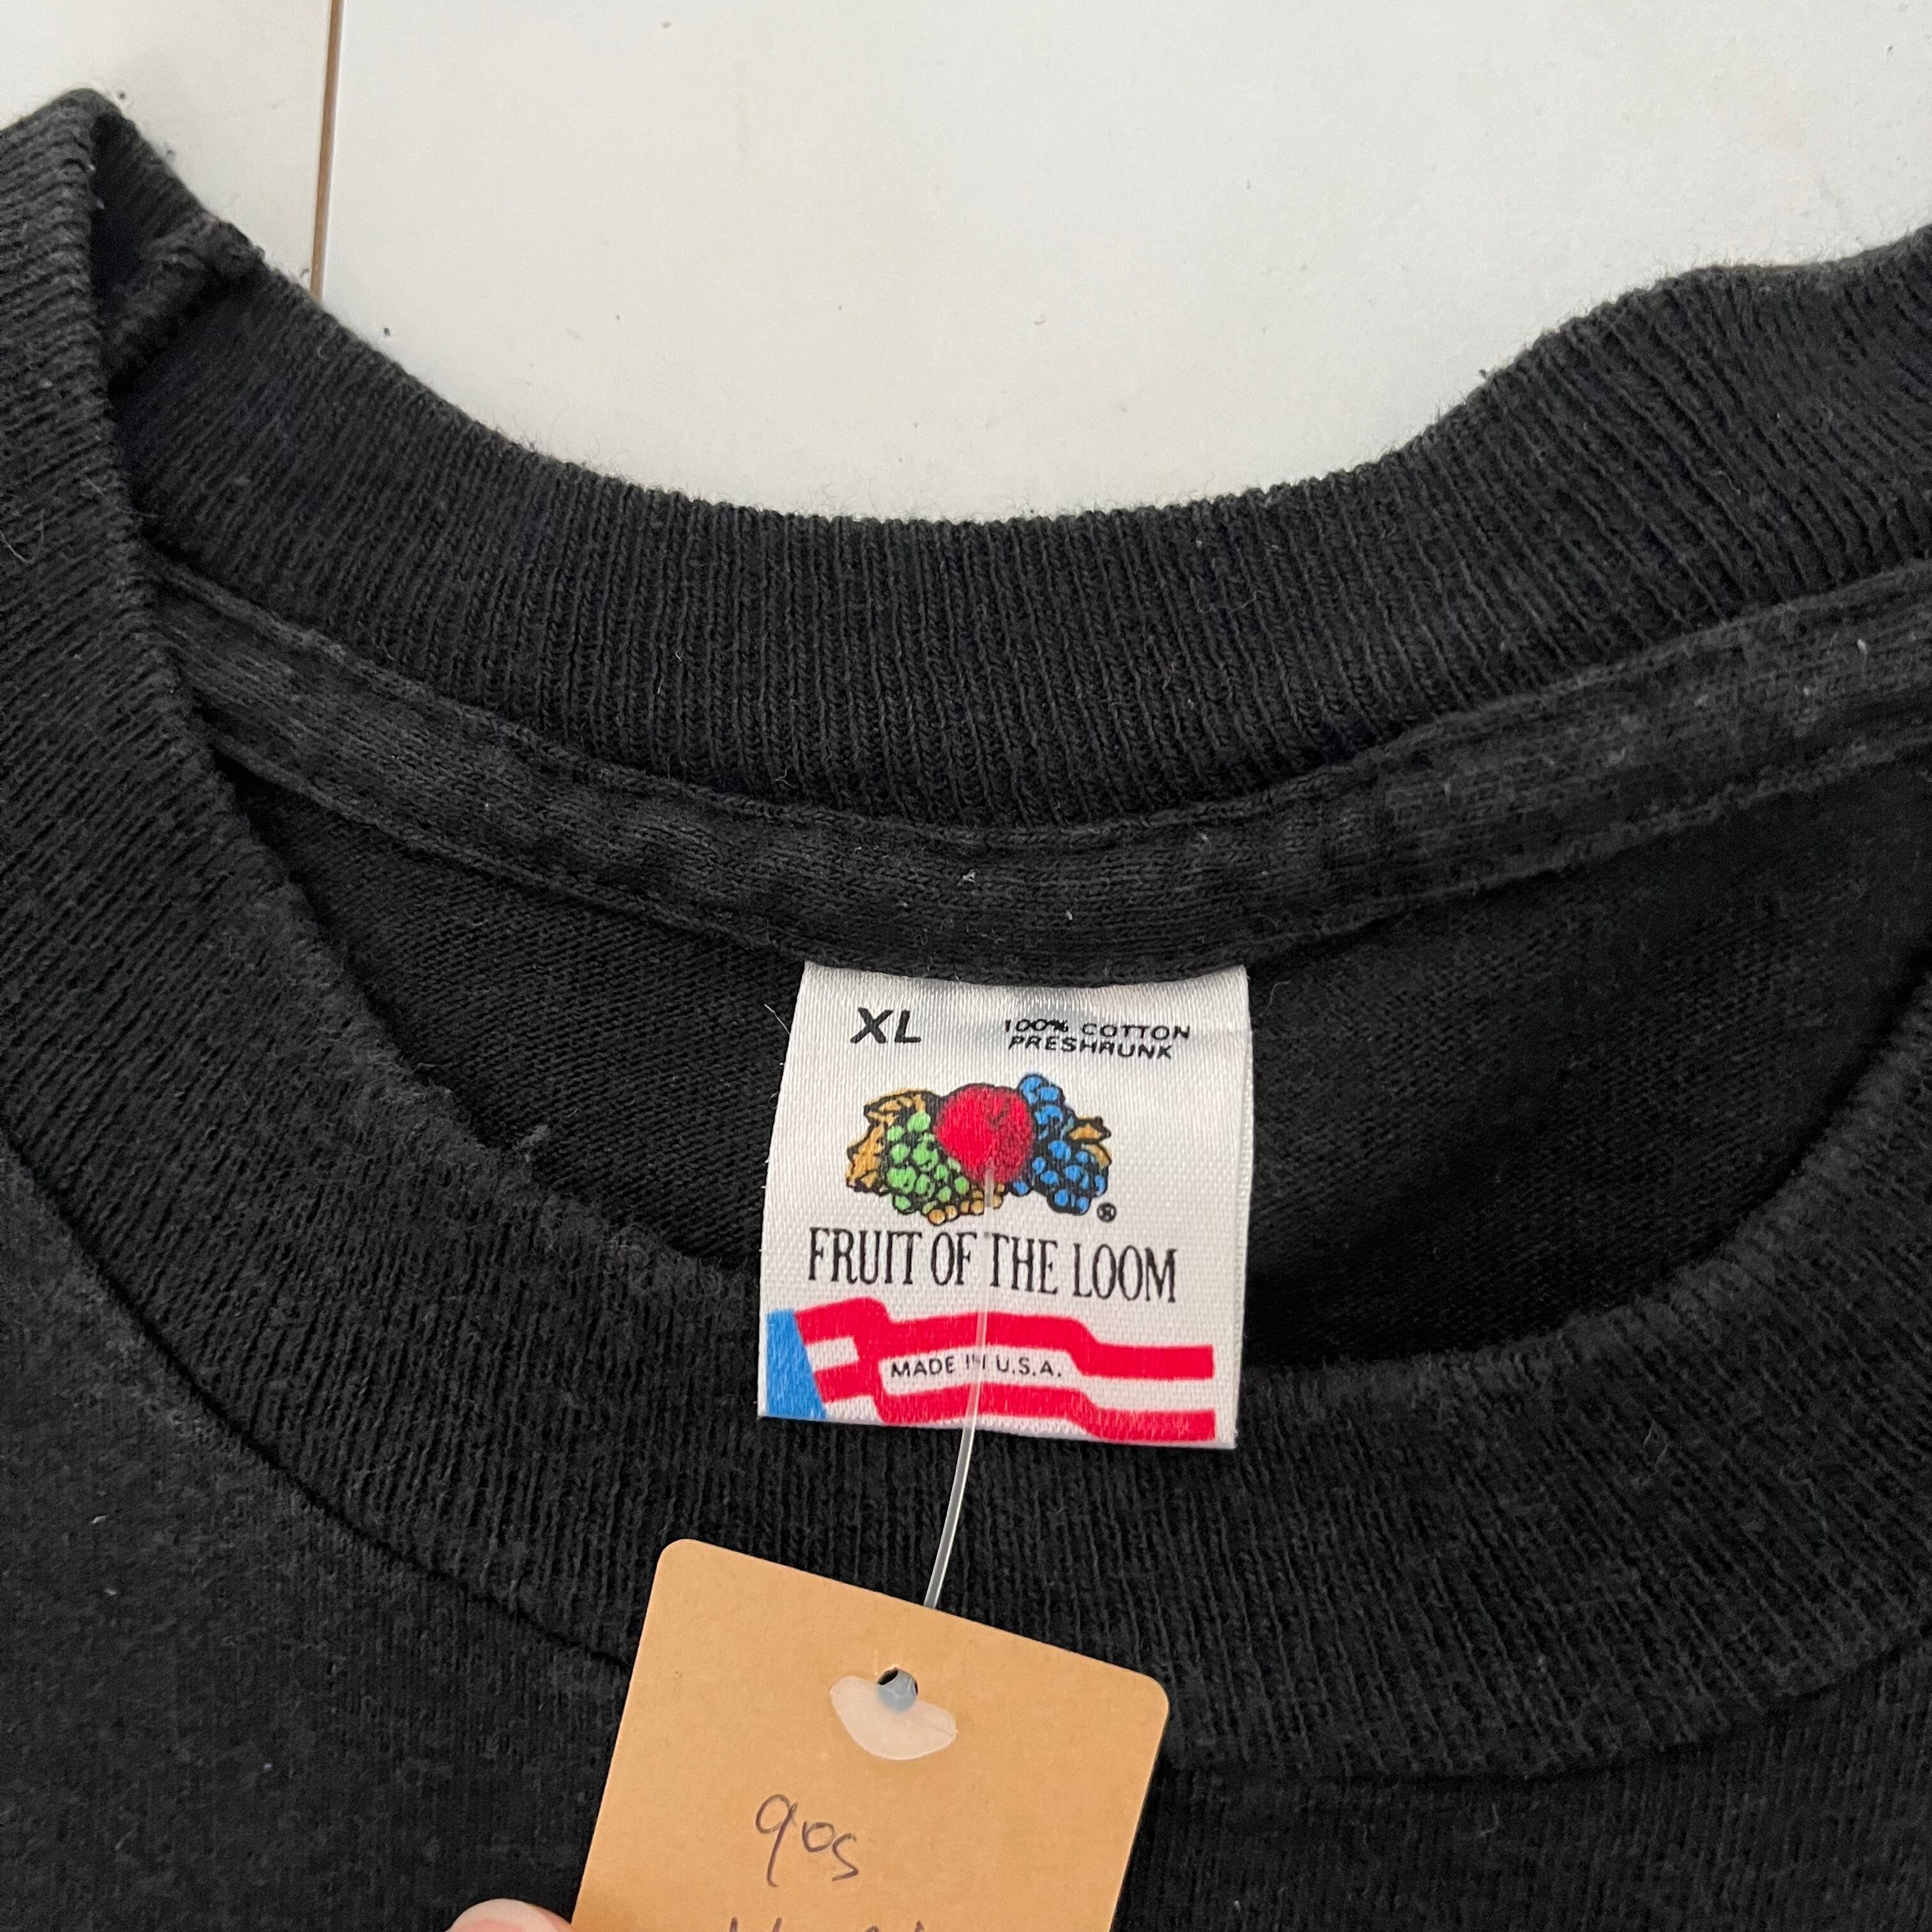 XL
100% COTTON
PRESHRUNK
®
FRUIT OF THE LOOM
MADE IN U.S.A.
90s